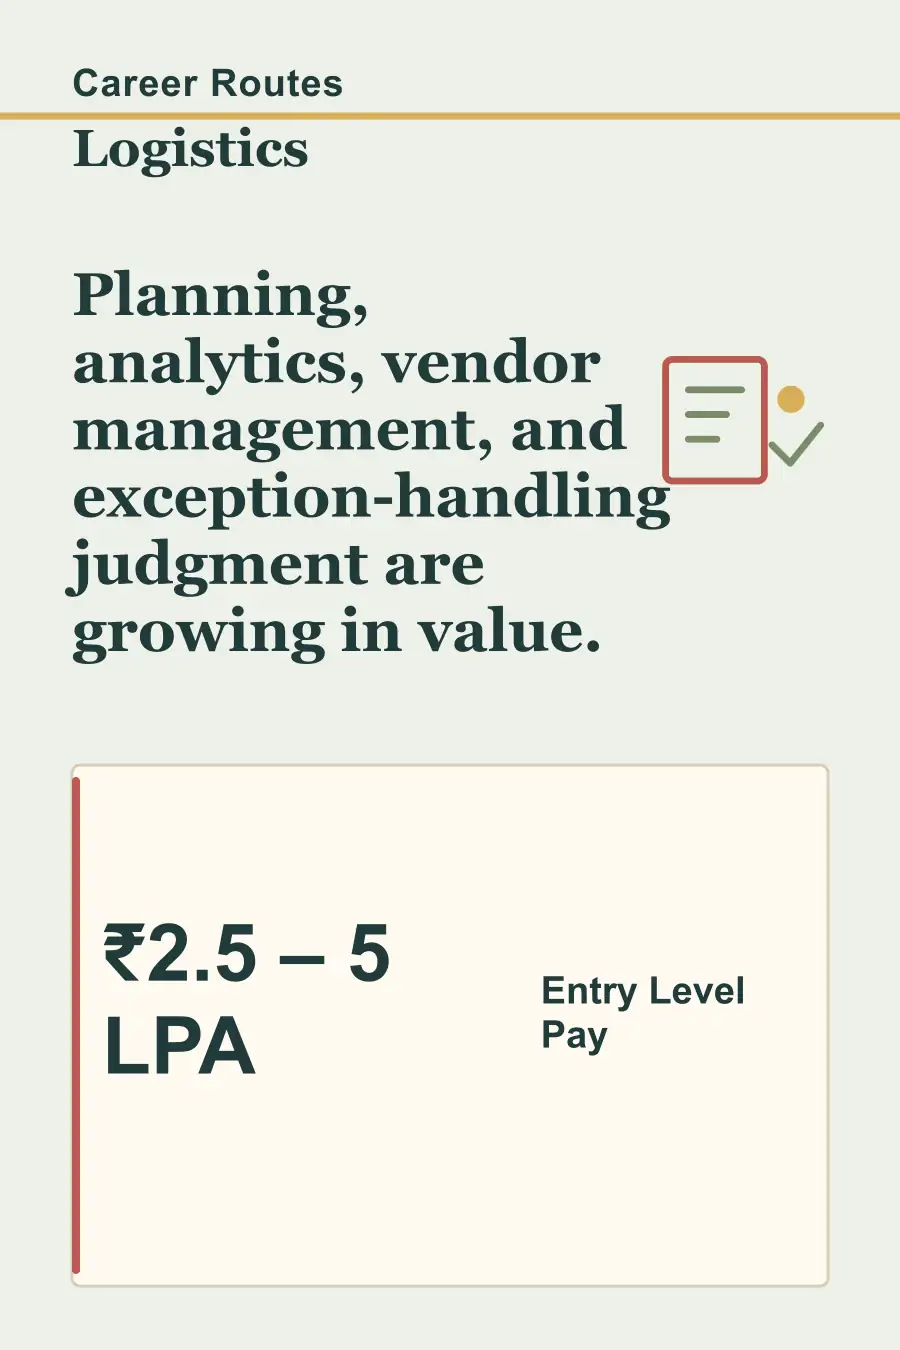 Career Routes
Logistics
Planning,
analytics, vendor
management, and
exception-handling
judgment are
growing in value.
₹2.5 – 5
LPA
Entry Level
Pay